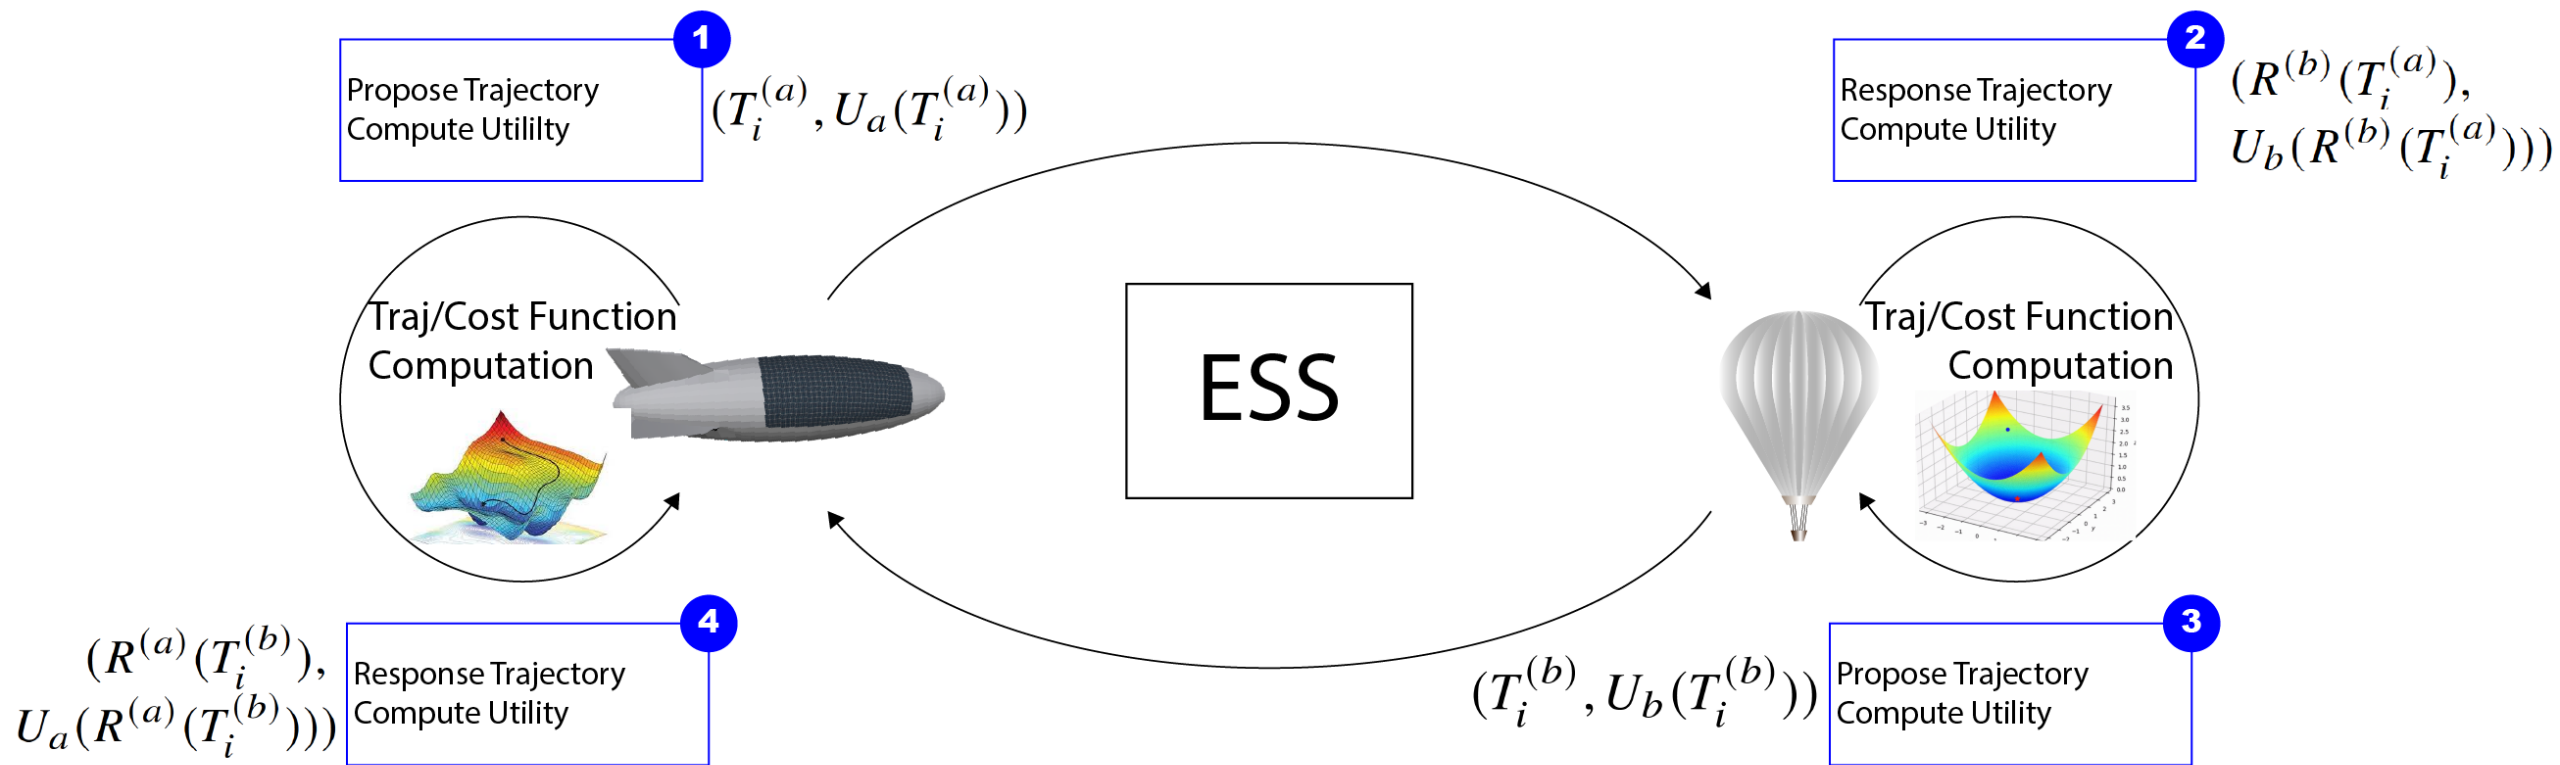 1
Propose Trajectory
Compute Utililty
(T_i^{(a)}, U_a(T_i^{(a)}))
2
Response Trajectory
Compute Utility
(R^{(b)}(T_i^{(a)}),
U_b(R^{(b)}(T_i^{(a)})))
Traj/Cost Function
Computation
ESS
Traj/Cost Function
Computation
4
(R^{(a)}(T_i^{(b)}),
U_a(R^{(a)}(T_i^{(b)})))
Response Trajectory
Compute Utility
(T_i^{(b)}, U_b(T_i^{(b)}))
3
Propose Trajectory
Compute Utility